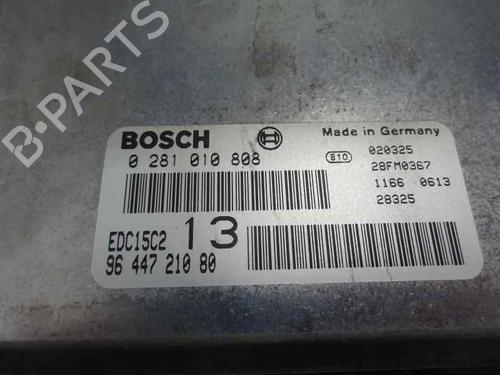 B-PARTS
BOSCH
Made in Germany
0 281 010 808
810
020325
28FM0367
1166 0613
28325
EDC15C2 13
96 447 210 80